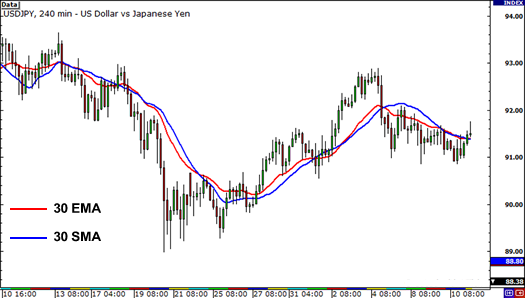 Data
INDEX
USDJPY, 240 min - US Dollar vs Japanese Yen
94.00
93.00
92.00
91.00
90.00
30 EMA
30 SMA
88.80
88.38
10 16:00 13 08:00 17 08:00 19 08:00 21 08:00 25 08:00 27 08:00 31 04:00 2 08:00 4 08:00 8 08:00 10 08:00